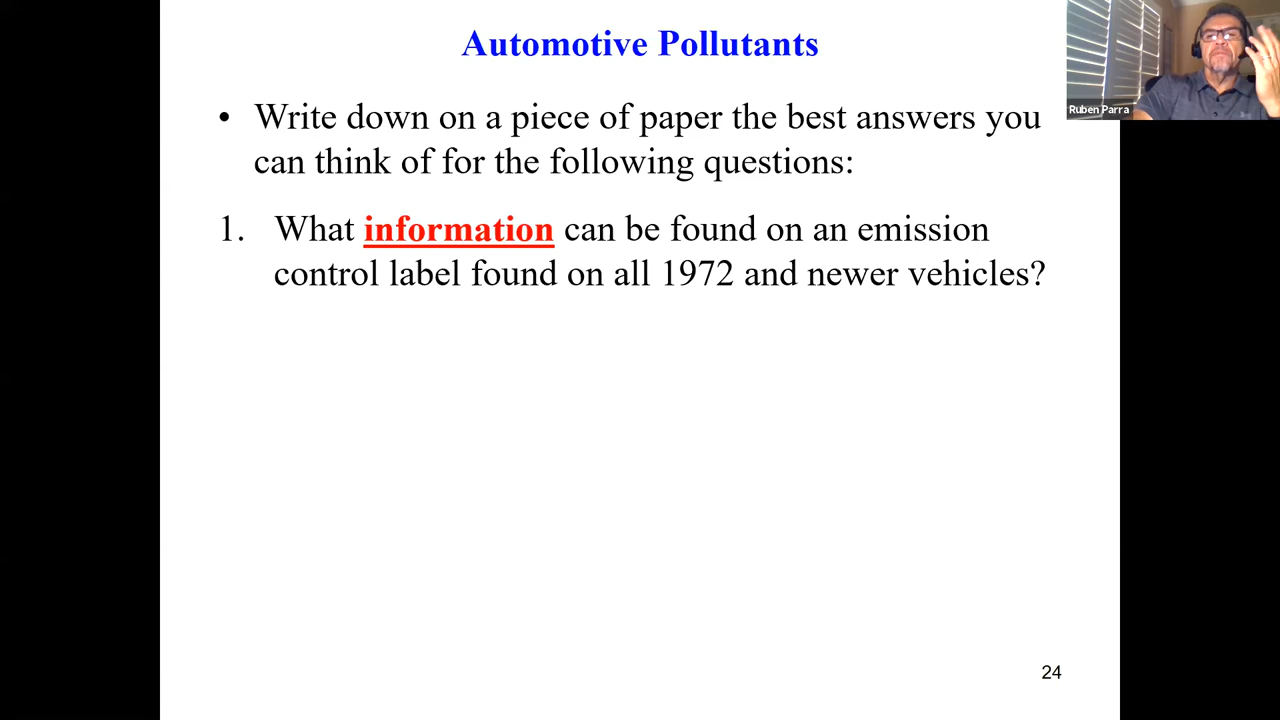 Automotive Pollutants
Ruben Parra
• Write down on a piece of paper the best answers you
can think of for the following questions:
1. What information can be found on an emission
control label found on all 1972 and newer vehicles?
24